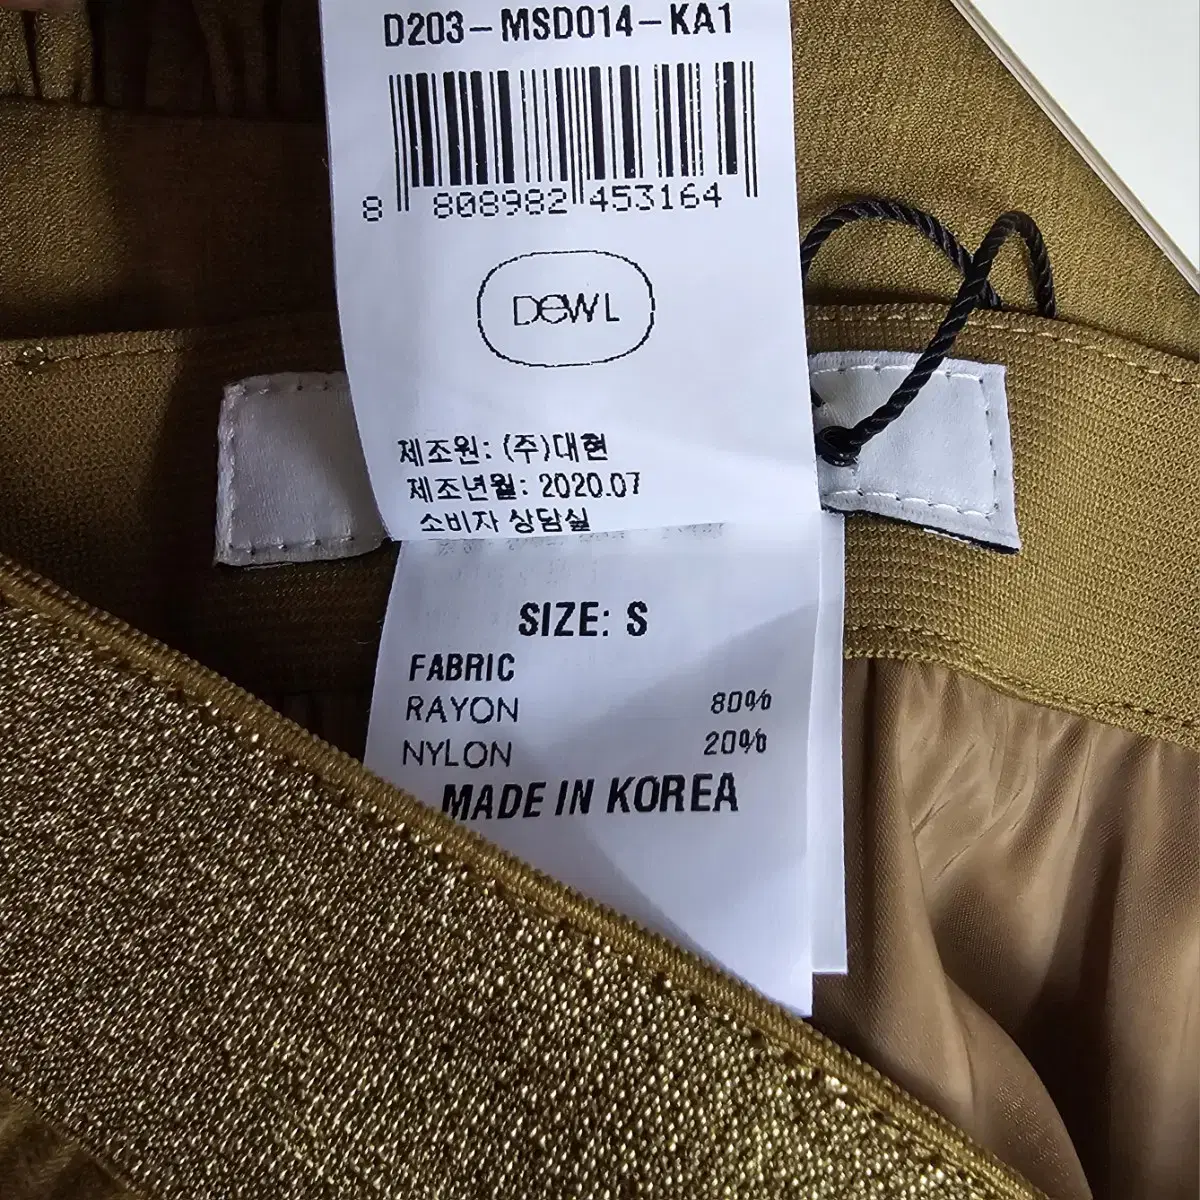 D203-MSD014-KA1
8 808982 453164
DEWL
제조원: (주)대현
제조년월: 2020.07
소비자 상담실
SIZE: S
FABRIC
RAYON 80%
NYLON 20%
MADE IN KOREA